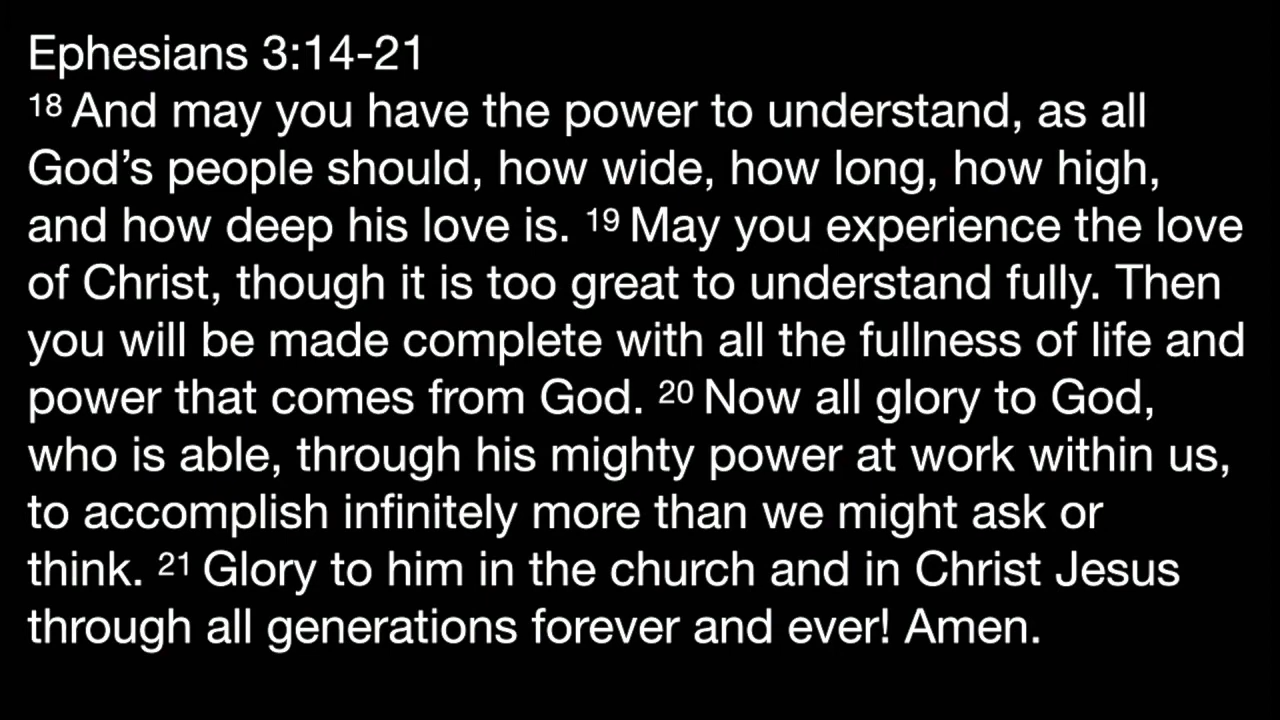 Ephesians 3:14-21
18 And may you have the power to understand, as all
God’s people should, how wide, how long, how high,
and how deep his love is. 19 May you experience the love
of Christ, though it is too great to understand fully. Then
you will be made complete with all the fullness of life and
power that comes from God. 20 Now all glory to God,
who is able, through his mighty power at work within us,
to accomplish infinitely more than we might ask or
think. 21 Glory to him in the church and in Christ Jesus
through all generations forever and ever! Amen.